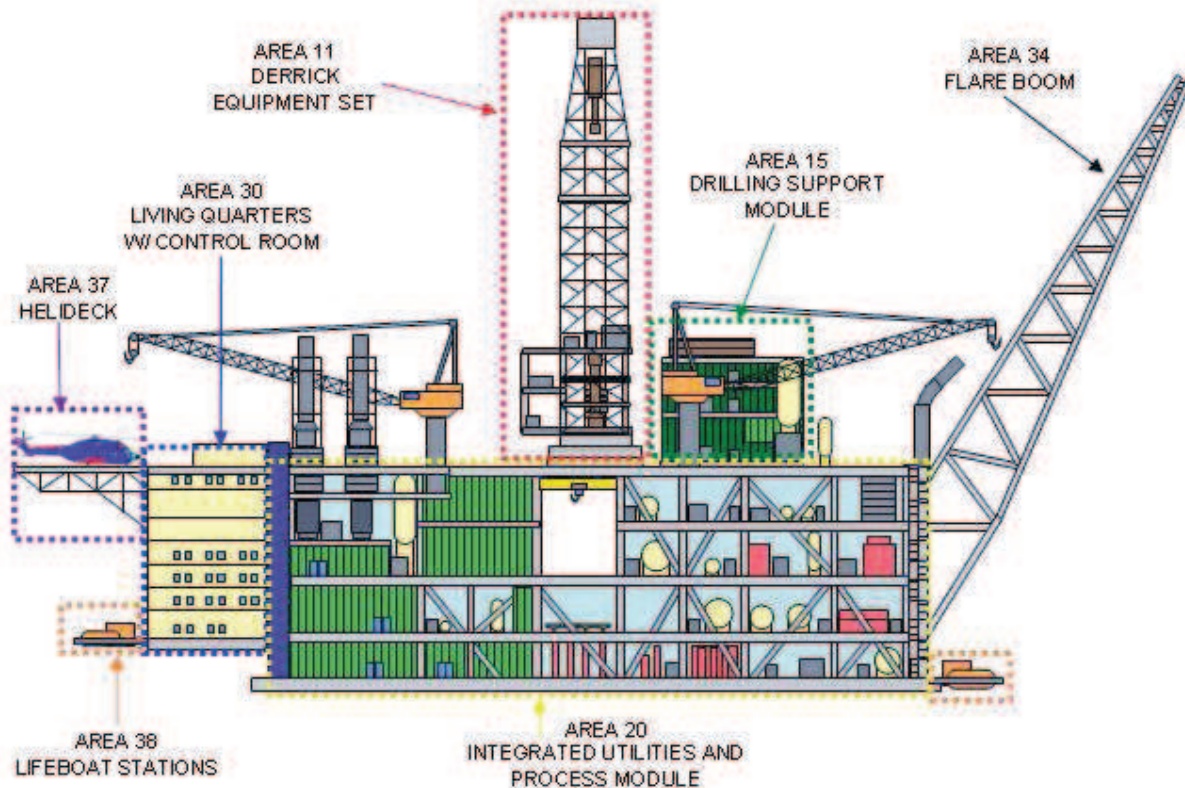 AREA 11
DERRICK
EQUIPMENT SET
AREA 34
FLARE BOOM
AREA 15
DRILLING SUPPORT
MODULE
AREA 30
LIVING QUARTERS
W/ CONTROL ROOM
AREA 37
HELIDECK
AREA 38
LIFEBOAT STATIONS
AREA 20
INTEGRATED UTILITIES AND
PROCESS MODULE